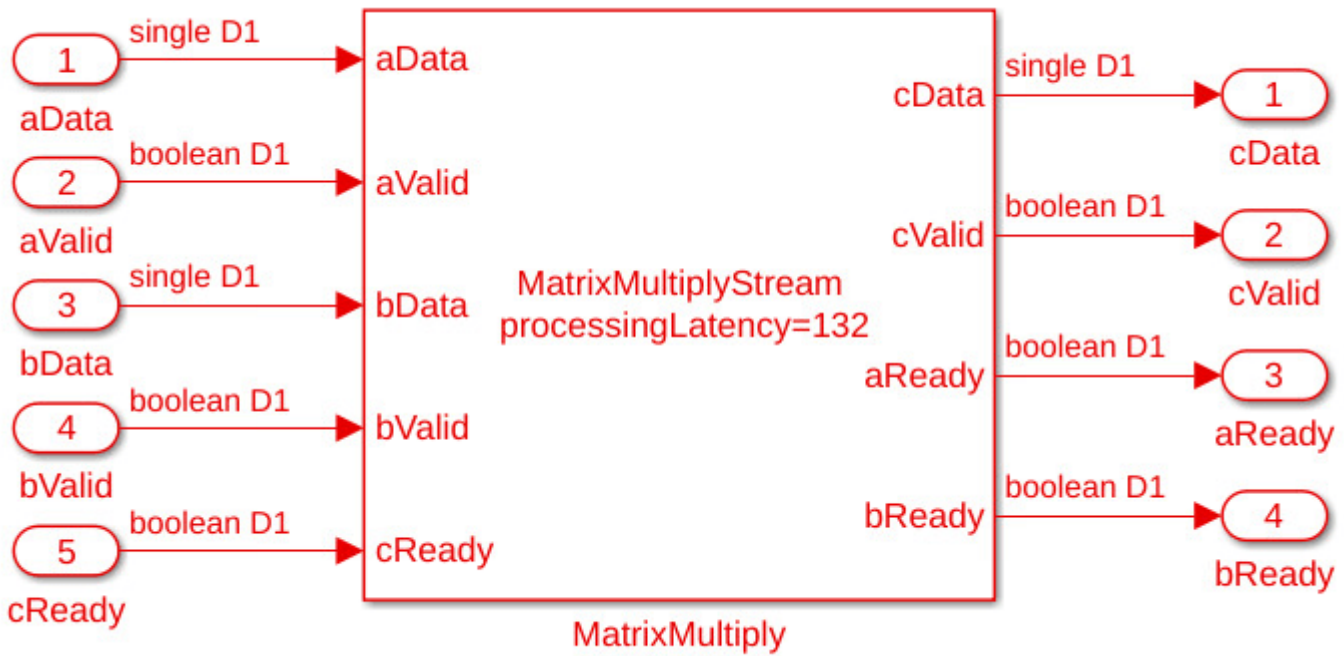 single D1
1
aData
aData
boolean D1
2
aValid
aValid
single D1
3
bData
bData
boolean D1
4
bValid
bValid
boolean D1
5
cReady
cReady
MatrixMultiplyStream
processingLatency=132
MatrixMultiply
cData
single D1
1
cData
cValid
boolean D1
2
cValid
aReady
boolean D1
3
aReady
bReady
boolean D1
4
bReady